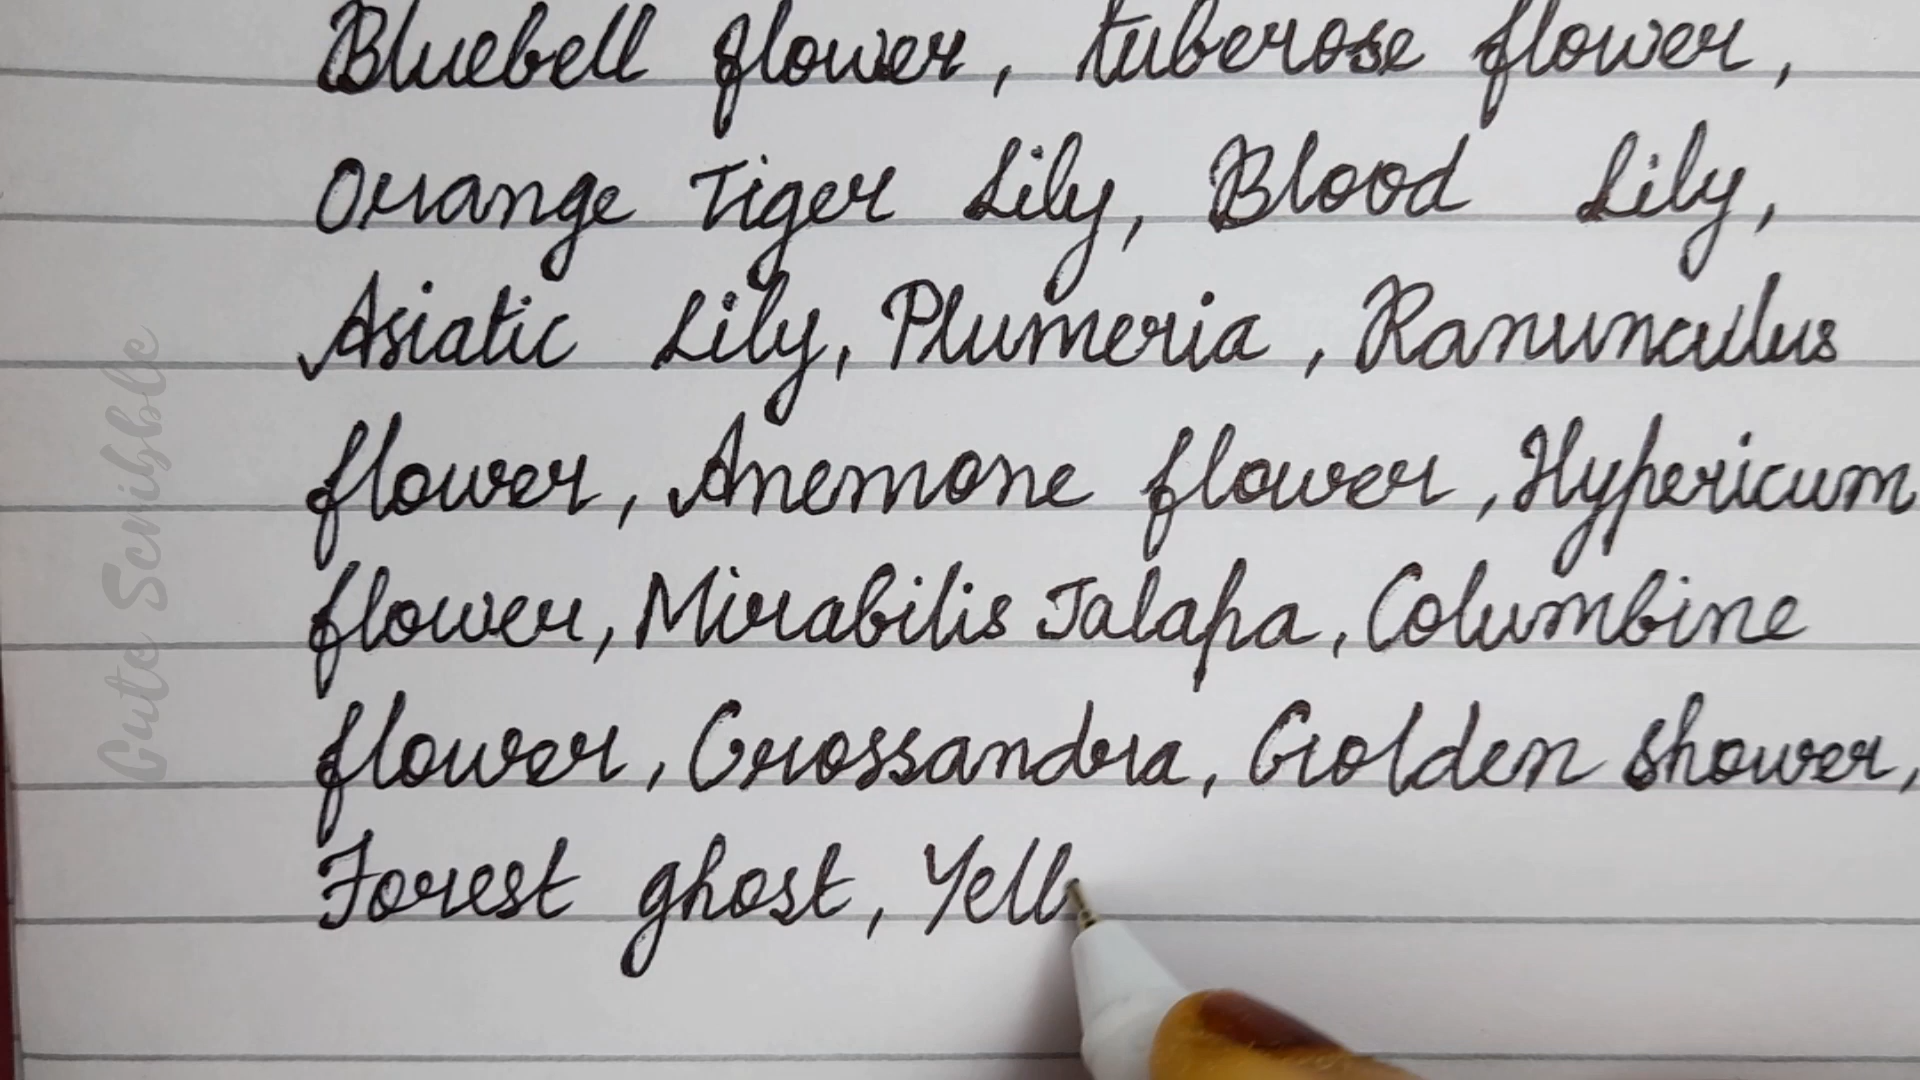 Bluebell flower, tuberose flower,
Orange Tiger Lily, Blood Lily,
Asiatic Lily, Plumeria, Ranunculus
flower, Anemone flower, Hypericum
flower, Mirabilis Jalapa, Columbine
flower, Crossandra, Golden shower,
Forest ghost, Yell
Cute Scribble